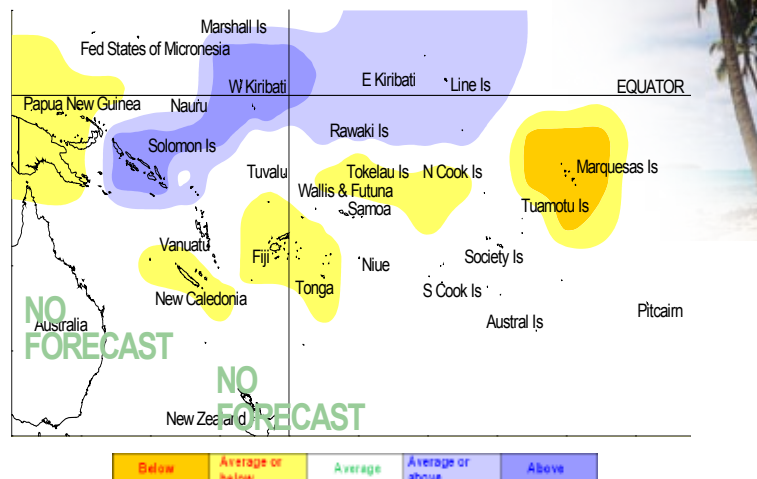 Marshall Is
Fed States of Micronesia
W Kiribati
E Kiribati
Line Is
EQUATOR
Papua New Guinea
Nauru
Rawaki Is
Solomon Is
Tuvalu
Tokelau Is
N Cook Is
Marquesas Is
Wallis & Futuna
Samoa
Tuamotu Is
Vanuatu
Fiji
Niue
Society Is
New Caledonia
Tonga
S Cook Is
Pitcairn
Austral Is
NO
FORECAST
Australia
NO
FORECAST
New Zealand
Below
Average or
below
Average
Average or
above
Above